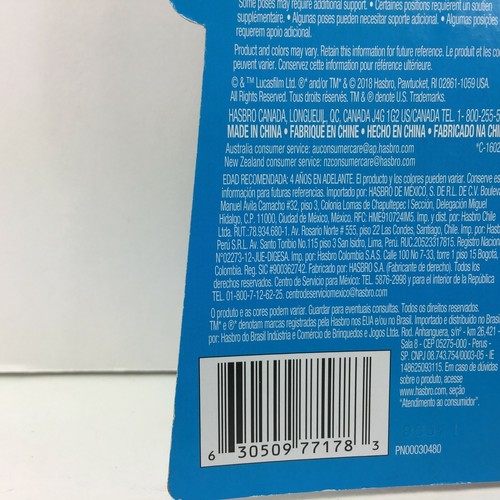 Some poses may require additional support. • Certaines positions requièrent un soutien
supplémentaire. • Algunas poses pueden necesitar soporte adicional. • Algumas posições
requerem apoio adicional.
Product and colors may vary. Retain this information for future reference. Le produit et les
peuvent varier. Conservez cette information pour référence ultérieure.
© & ™ Lucasfilm Ltd. ®* and/or TM* & © 2018 Hasbro, Pawtucket, RI 02861-1059 USA.
All Rights Reserved. Tous droits réservés. TM & ® denote U.S. Trademarks.
HASBRO CANADA, LONGUEUIL, QC, CANADA J4G 1G2 US/CANADA TEL. 1-800-255-5
MADE IN CHINA • FABRIQUÉ EN CHINE • HECHO EN CHINA • FABRICADO NA
Australia consumer service: auconsumercare@ap.hasbro.com *C-1602
New Zealand consumer service: nzconsumercare@hasbro.com
EDAD RECOMENDADA: 4 AÑOS EN ADELANTE. El producto y los colores pueden variar. Conserve
información para futuras referencias. Importado por: HASBRO DE MEXICO, S. DE R.L. DE C.V.
Manuel Ávila Camacho #32, piso 3, Colonia Lomas de Chapultepec I Sección, Delegación Miguel
Hidalgo, C.P. 11000, Ciudad de México, México, RFC: HME910724IM5. Imp. y dist. por: Hasbro Chile
Ltda. RUT.:78.934.680-1. Av. Rosario Norte # 555, piso 22 Las Condes, Santiago, Chile. Imp. por:
Perú S.R.L. Av. Santo Toribio No.115 piso 3 San Isidro, Lima, Perú. RUC.20523317815. Registro
N°02273-12-JUE-DIGESA. Imp. por: Hasbro Colombia S.A.S. Calle 100 No 7-33, torre 1 piso 15 Bogotá,
Colombia. Reg. SIC #900362742. Fabricado por: HASBRO S.A. (Fabricante de derecho). Todos los
derechos reservados. Centro de Servicio para México: TEL. 5876-2998 y para el interior de la República
TEL. 01-800-7-12-62-25. centrodeserviciomexico@hasbro.com.
O produto e as cores podem variar. Guardar para eventuais consultas. Todos os direitos reservados.
TM* e ®* denotam marcas registradas pela Hasbro nos EUA e/ou no Brasil. Importado e distribuído no
por: Hasbro do Brasil Indústria e Comércio de Brinquedos e Jogos Ltda. Rod. Anhanguera, s/nº - km 26,421 -
Sala 8 - CEP 05275-000 - Perus -
SP. CNPJ 08.743.754/0003-05 - IE
148625093115. Em caso de dúvidas
sobre o produto, acesse
www.hasbro.com, seção
"Atendimento ao consumidor".
6 30509 77178 3
PN00030480